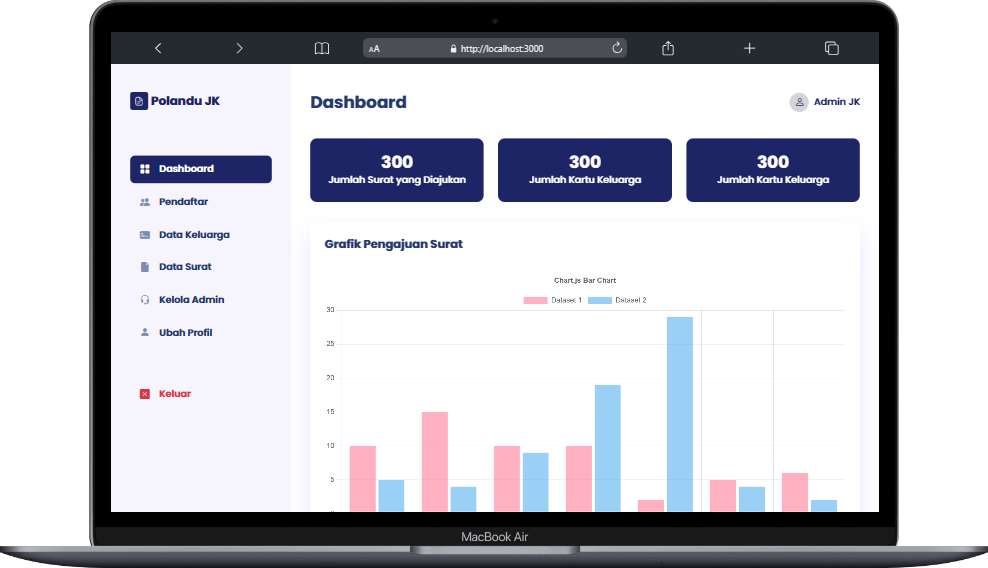 AA
http://localhost:3000
Polandu JK
Dashboard
Pendaftar
Data Keluarga
Data Surat
Kelola Admin
Ubah Profil
Keluar
Dashboard
Admin JK
300
Jumlah Surat yang Diajukan
300
Jumlah Kartu Keluarga
300
Jumlah Kartu Keluarga
Grafik Pengajuan Surat
Chart.js Bar Chart
Dataset 1
Dataset 2
30
25
20
15
10
5
MacBook Air